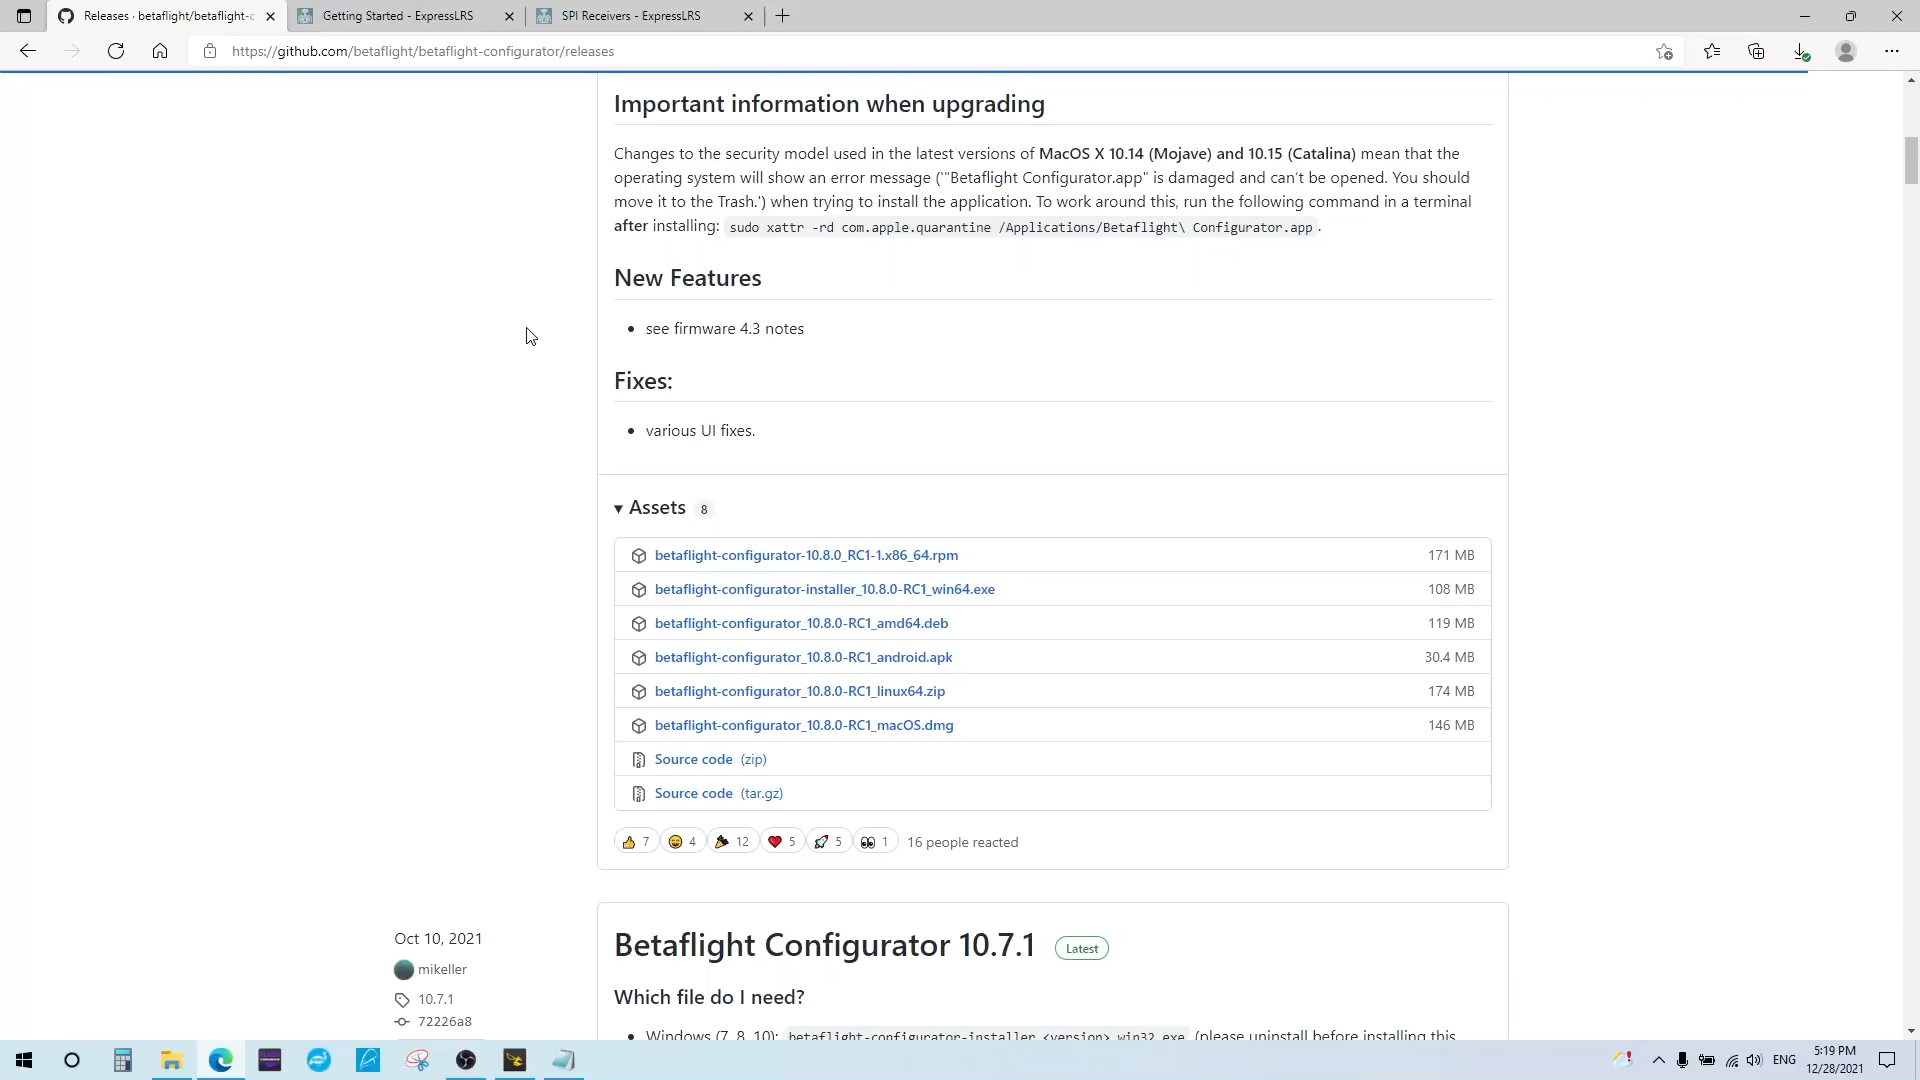 Releases · betaflight/betaflight-c
Getting Started - ExpressLRS
SPI Receivers - ExpressLRS
https://github.com/betaflight/betaflight-configurator/releases
Important information when upgrading
Changes to the security model used in the latest versions of MacOS X 10.14 (Mojave) and 10.15 (Catalina) mean that the
operating system will show an error message ('"Betaflight Configurator.app" is damaged and can't be opened. You should
move it to the Trash.') when trying to install the application. To work around this, run the following command in a terminal
after installing: sudo xattr -rd com.apple.quarantine /Applications/Betaflight\ Configurator.app .
New Features
• see firmware 4.3 notes
Fixes:
• various UI fixes.
Assets 8
betaflight-configurator-10.8.0_RC1-1.x86_64.rpm 171 MB
betaflight-configurator-installer_10.8.0-RC1_win64.exe 108 MB
betaflight-configurator_10.8.0-RC1_amd64.deb 119 MB
betaflight-configurator_10.8.0-RC1_android.apk 30.4 MB
betaflight-configurator_10.8.0-RC1_linux64.zip 174 MB
betaflight-configurator_10.8.0-RC1_macOS.dmg 146 MB
Source code (zip)
Source code (tar.gz)
7 4 12 5 5 1 16 people reacted
Oct 10, 2021
mikeller
10.7.1
72226a8
Betaflight Configurator 10.7.1 Latest
Which file do I need?
• Windows (7, 8, 10): betaflight-configurator-installer_<version>_win32.exe (please uninstall before installing this
ENG
5:19 PM
12/28/2021